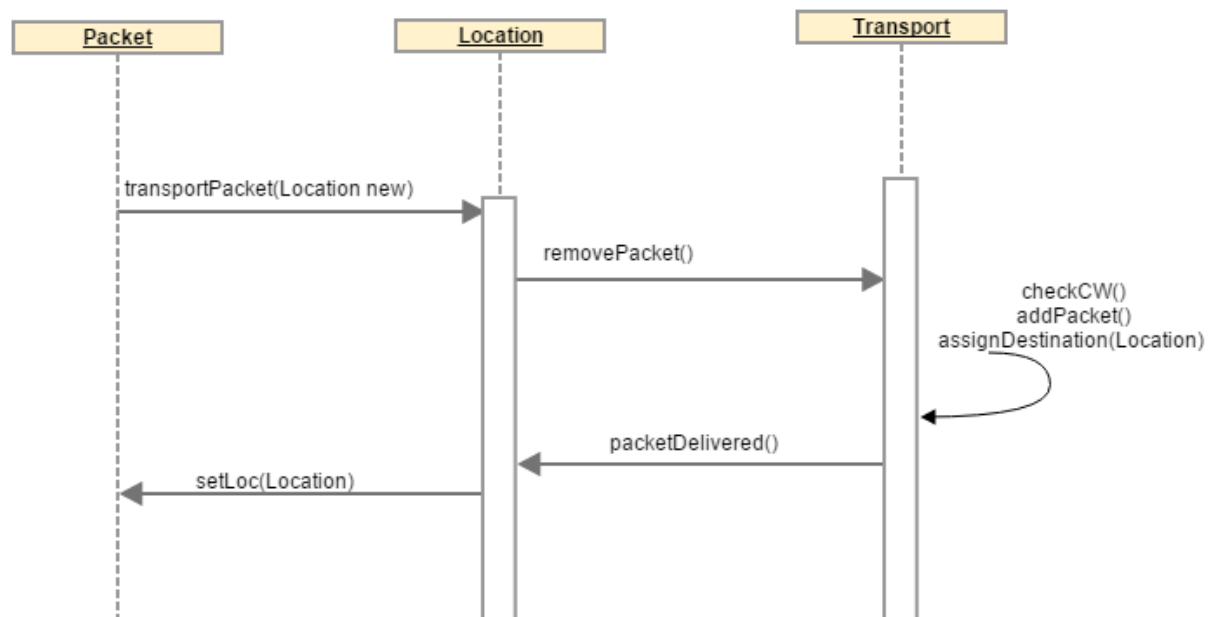 Packet
Location
Transport
transportPacket(Location new)
removePacket()
checkCW()
addPacket()
assignDestination(Location)
packetDelivered()
setLoc(Location)